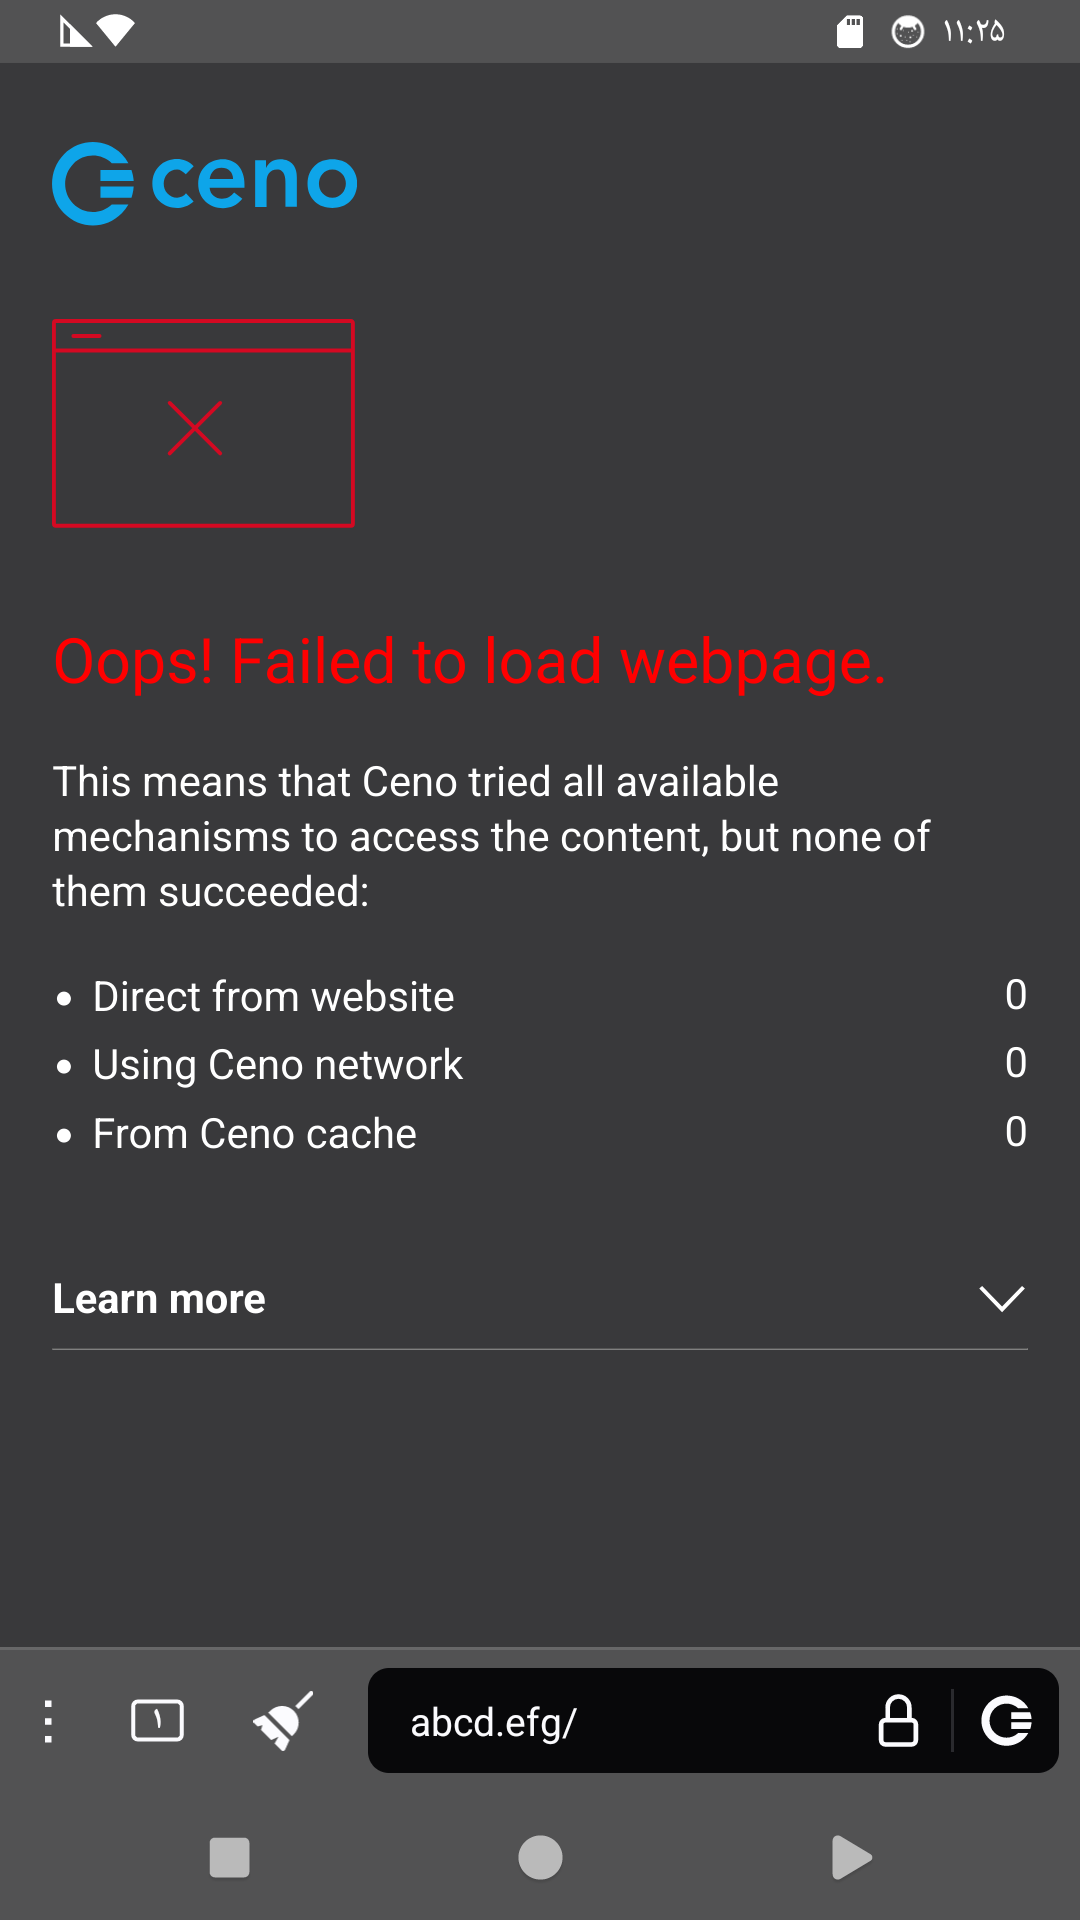 ۱۱:۲۵
ceno
Oops! Failed to load webpage.
This means that Ceno tried all available
mechanisms to access the content, but none of
them succeeded:
• Direct from website 0
• Using Ceno network 0
• From Ceno cache 0
Learn more
۱
abcd.efg/